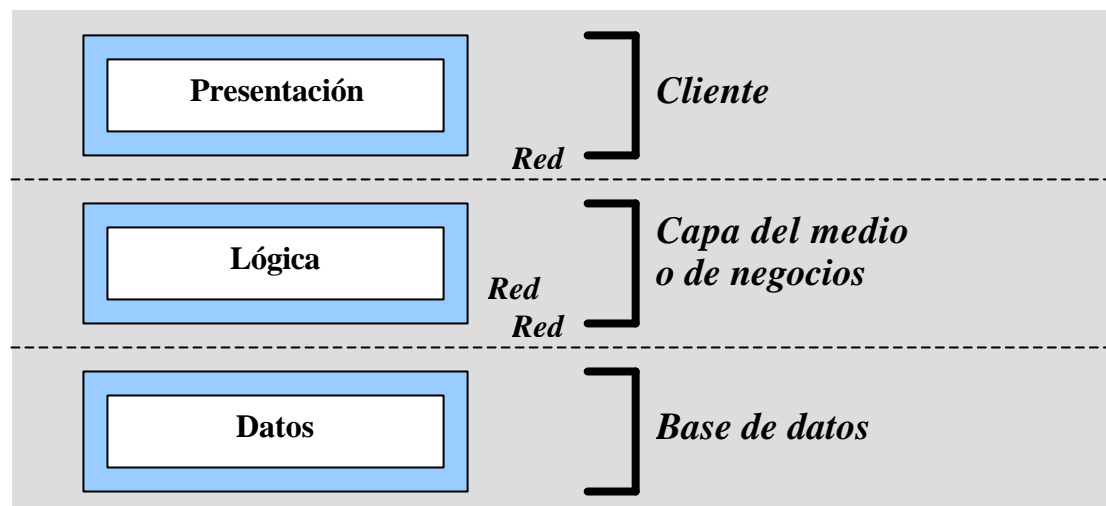 Presentación
Cliente
Red
Lógica
Capa del medio
o de negocios
Red
Red
Datos
Base de datos